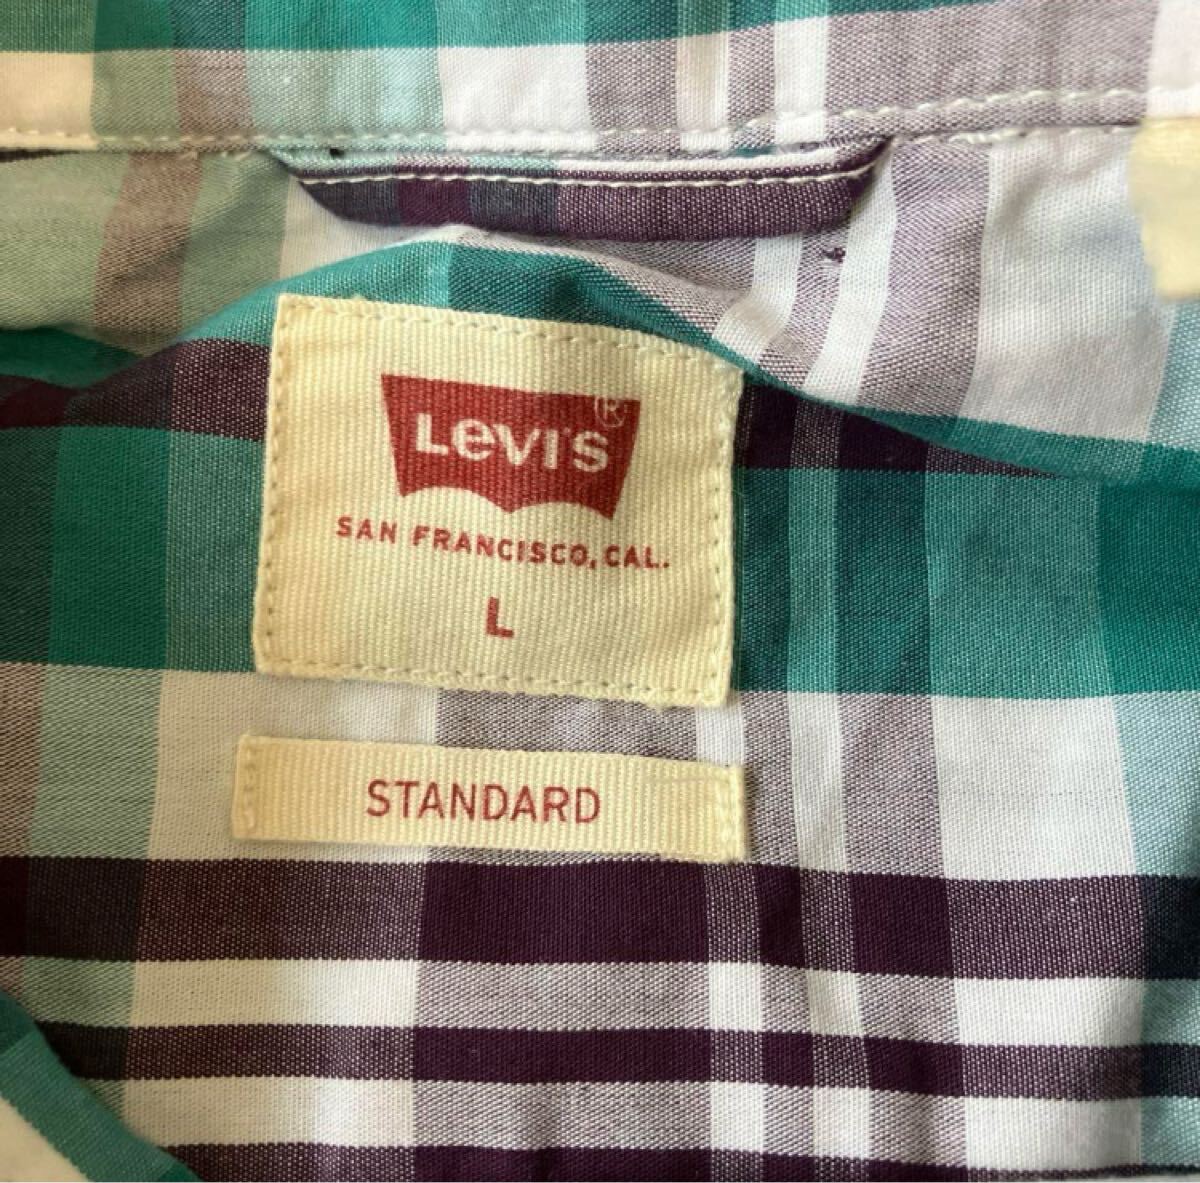 LEVI'S®
SAN FRANCISCO, CAL.
L
STANDARD